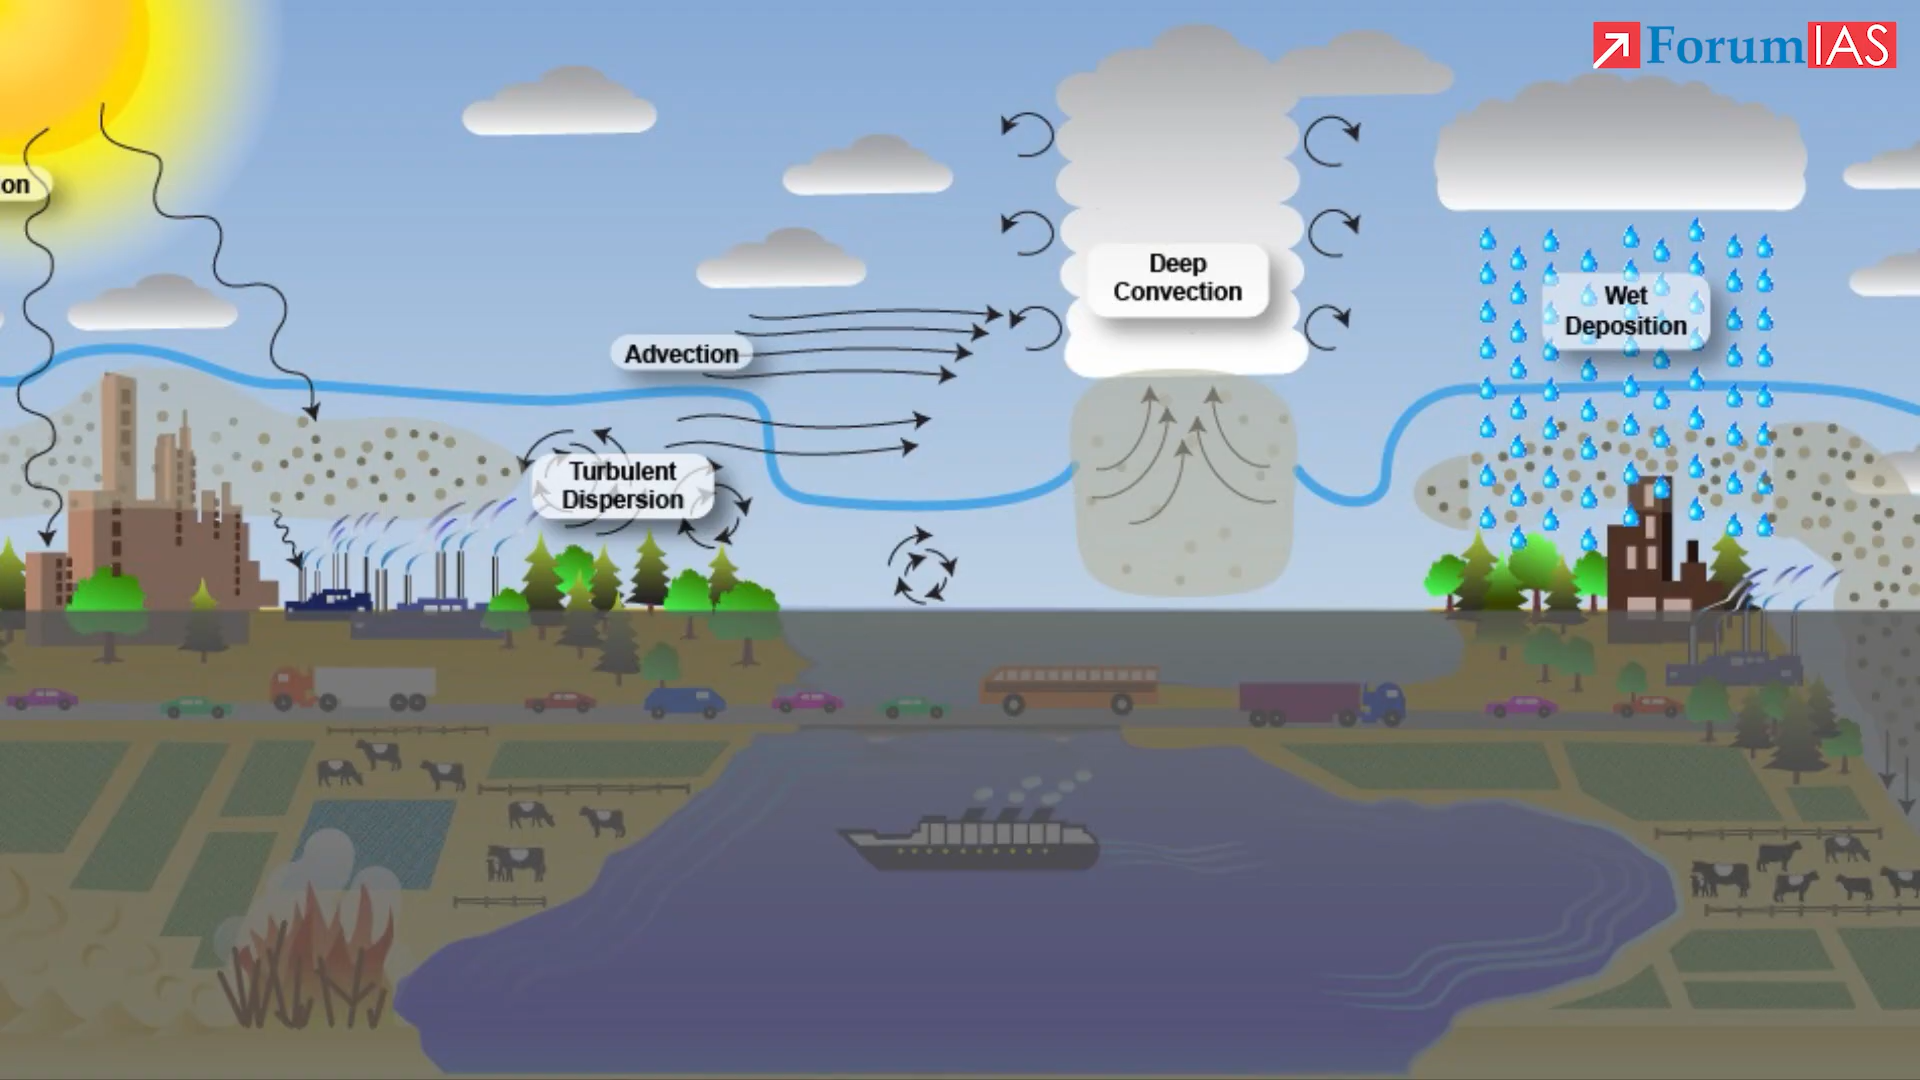 ForumIAS
on
Deep
Convection
Wet
Deposition
Advection
Turbulent
Dispersion